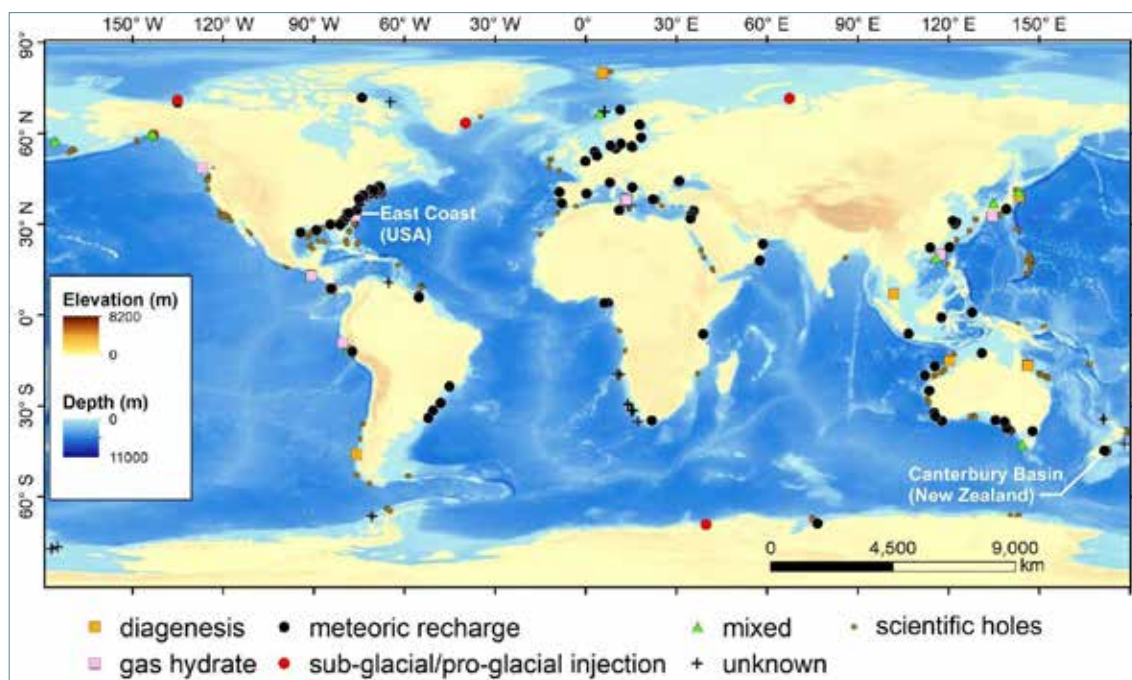 150° W 120° W 90° W 60° W 30° W 0° 30° E 60° E 90° E 120° E 150° E
90°
60° N
30° N
0°
30° S
60° S
East Coast
(USA)
Elevation (m)
8200
0
Depth (m)
0
11000
Canterbury Basin
(New Zealand)
0 4,500 9,000
km
diagenesis meteoric recharge mixed scientific holes
gas hydrate sub-glacial/pro-glacial injection unknown